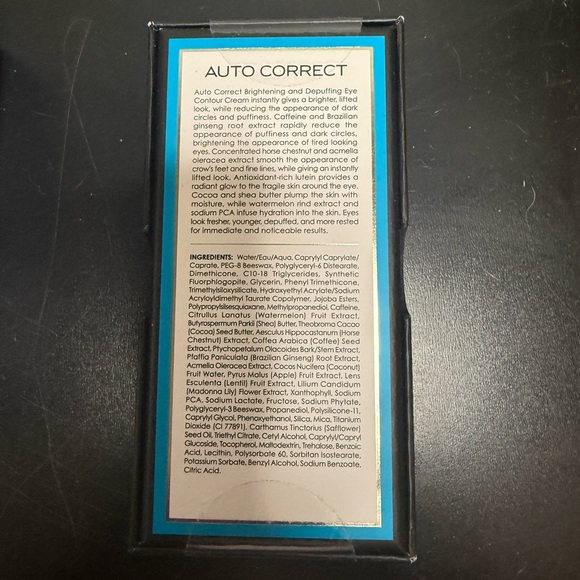 AUTO CORRECT
Auto Correct Brightening and Depuffing Eye
Contour Cream instantly gives a brighter, lifted
look, while reducing the appearance of dark
circles and puffiness. Caffeine and Brazilian
ginseng root extract rapidly reduce the
appearance of puffiness and dark circles,
brightening the appearance of tired looking
eyes. Concentrated horse chestnut and acmella
oleracea extract smooth the appearance of
crow's feet and fine lines, while giving an instantly
lifted look. Antioxidant-rich lutein provides a
radiant glow to the fragile skin around the eye.
Cocoa and shea butter plump the skin with
moisture, while watermelon rind extract and
sodium PCA infuse hydration into the skin. Eyes
look fresher, younger, depuffed, and more rested
for immediate and noticeable results.
INGREDIENTS: Water/Eau/Aqua, Caprylyl Caprylate/
Caprate, PEG-8 Beeswax, Polyglyceryl-6 Distearate,
Dimethicone, C10-18 Triglycerides, Synthetic
Fluorphlogopite, Glycerin, Phenyl Trimethicone,
Trimethylsiloxysilicate, Hydroxyethyl Acrylate/Sodium
Acryloyldimethyl Taurate Copolymer, Jojoba Esters,
Polypropylsilsesquioxane, Methylpropanediol, Caffeine,
Citrullus Lanatus (Watermelon) Fruit Extract,
Butyrospermum Parkii (Shea) Butter, Theobroma Cacao
(Cocoa) Seed Butter, Aesculus Hippocastanum (Horse
Chestnut) Extract, Coffea Arabica (Coffee) Seed
Extract, Ptychopetalum Olacoides Bark/Stem Extract,
Pfaffia Paniculata (Brazilian Ginseng) Root Extract,
Acmella Oleracea Extract, Cocos Nucifera (Coconut)
Fruit Water, Pyrus Malus (Apple) Fruit Extract, Lens
Esculenta (Lentil) Fruit Extract, Lilium Candidum
(Madonna Lily) Flower Extract, Xanthophyll, Sodium
PCA, Sodium Lactate, Fructose, Sodium Phytate,
Polyglyceryl-3 Beeswax, Propanediol, Polysilicone-11,
Caprylyl Glycol, Phenoxyethanol, Silica, Mica, Titanium
Dioxide (CI 77891), Carthamus Tinctorius (Safflower)
Seed Oil, Triethyl Citrate, Cetyl Alcohol, Caprylyl/Capryl
Glucoside, Tocopherol, Maltodextrin, Trehalose, Benzoic
Acid, Lecithin, Polysorbate 60, Sorbitan Isostearate,
Potassium Sorbate, Benzyl Alcohol, Sodium Benzoate,
Citric Acid.